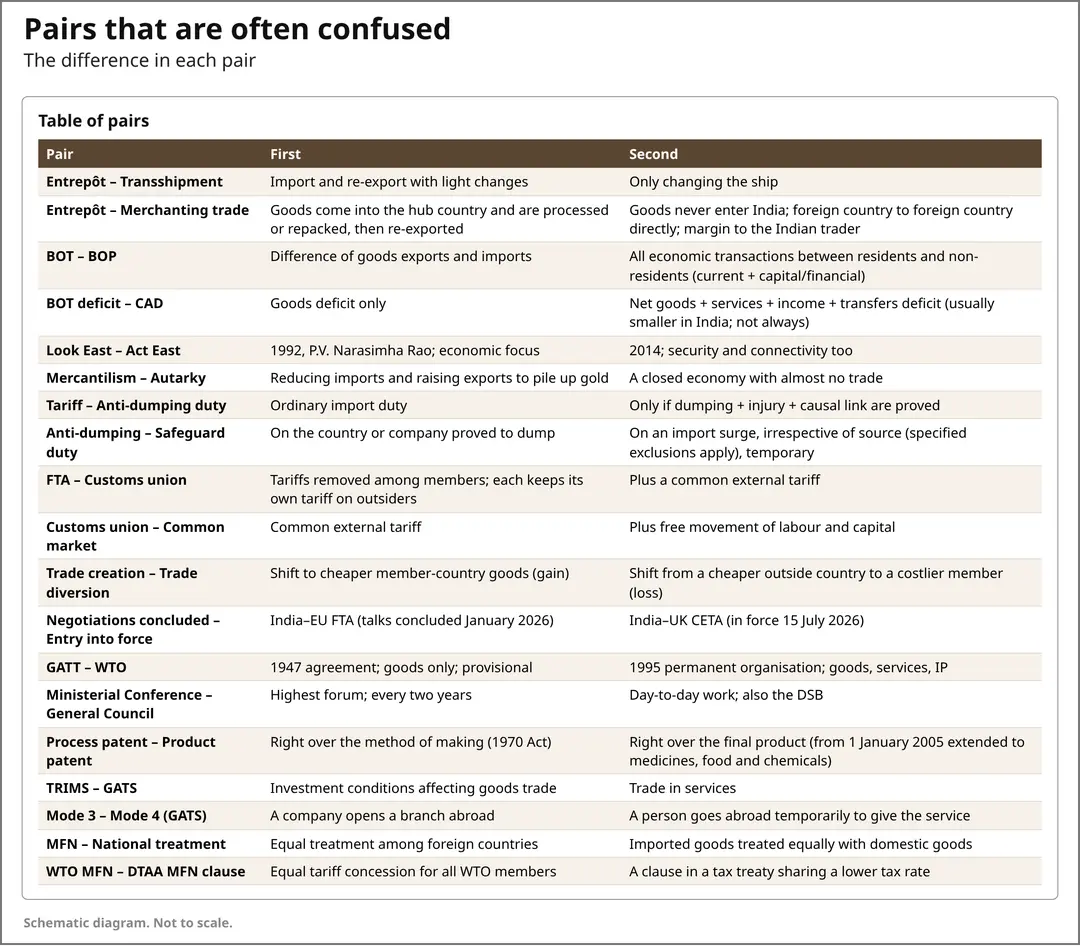 Pairs that are often confused
The difference in each pair
Table of pairs
Pair First Second
Entrepôt – Transshipment Import and re-export with light changes Only changing the ship
Entrepôt – Merchanting trade Goods come into the hub country and are processed Goods never enter India; foreign country to foreign country
or repacked, then re-exported directly; margin to the Indian trader
BOT – BOP Difference of goods exports and imports All economic transactions between residents and non-
residents (current + capital/financial)
BOT deficit – CAD Goods deficit only Net goods + services + income + transfers deficit (usually
smaller in India; not always)
Look East – Act East 1992, P.V. Narasimha Rao; economic focus 2014; security and connectivity too
Mercantilism – Autarky Reducing imports and raising exports to pile up gold A closed economy with almost no trade
Tariff – Anti-dumping duty Ordinary import duty Only if dumping + injury + causal link are proved
Anti-dumping – Safeguard On the country or company proved to dump On an import surge, irrespective of source (specified
duty exclusions apply), temporary
FTA – Customs union Tariffs removed among members; each keeps its Plus a common external tariff
own tariff on outsiders
Customs union – Common Common external tariff Plus free movement of labour and capital
market
Trade creation – Trade Shift to cheaper member-country goods (gain) Shift from a cheaper outside country to a costlier member
diversion (loss)
Negotiations concluded – India–EU FTA (talks concluded January 2026) India–UK CETA (in force 15 July 2026)
Entry into force
GATT – WTO 1947 agreement; goods only; provisional 1995 permanent organisation; goods, services, IP
Ministerial Conference – Highest forum; every two years Day-to-day work; also the DSB
General Council
Process patent – Product Right over the method of making (1970 Act) Right over the final product (from 1 January 2005 extended to
patent medicines, food and chemicals)
TRIMS – GATS Investment conditions affecting goods trade Trade in services
Mode 3 – Mode 4 (GATS) A company opens a branch abroad A person goes abroad temporarily to give the service
MFN – National treatment Equal treatment among foreign countries Imported goods treated equally with domestic goods
WTO MFN – DTAA MFN clause Equal tariff concession for all WTO members A clause in a tax treaty sharing a lower tax rate
Schematic diagram. Not to scale.